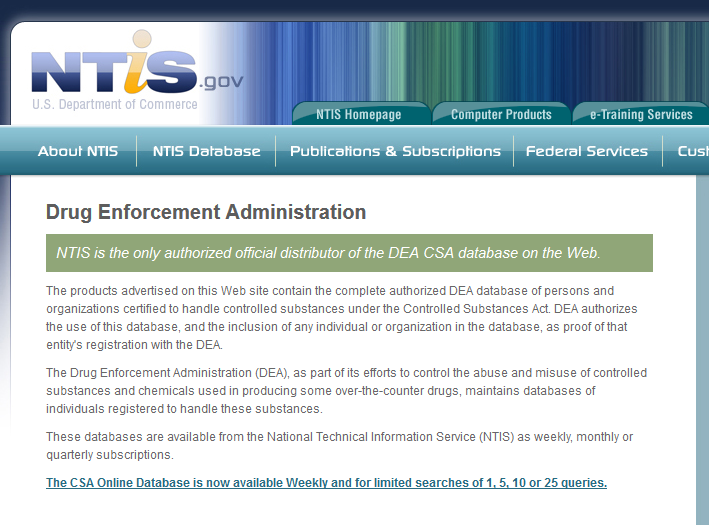 NTIS.gov
U.S. Department of Commerce
NTIS Homepage
Computer Products
e-Training Services
About NTIS
NTIS Database
Publications & Subscriptions
Federal Services
Drug Enforcement Administration
NTIS is the only authorized official distributor of the DEA CSA database on the Web.
The products advertised on this Web site contain the complete authorized DEA database of persons and
organizations certified to handle controlled substances under the Controlled Substances Act. DEA authorizes
the use of this database, and the inclusion of any individual or organization in the database, as proof of that
entity's registration with the DEA.
The Drug Enforcement Administration (DEA), as part of its efforts to control the abuse and misuse of controlled
substances and chemicals used in producing some over-the-counter drugs, maintains databases of
individuals registered to handle these substances.
These databases are available from the National Technical Information Service (NTIS) as weekly, monthly or
quarterly subscriptions.
The CSA Online Database is now available Weekly and for limited searches of 1, 5, 10 or 25 queries.